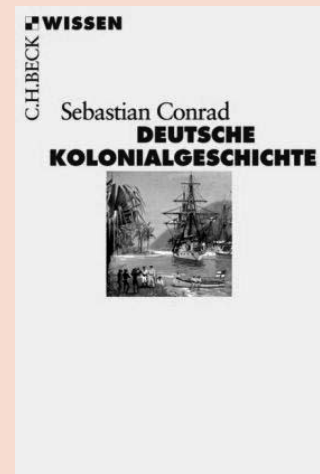 WISSEN
C.H.BECK
Sebastian Conrad
DEUTSCHE
KOLONIALGESCHICHTE